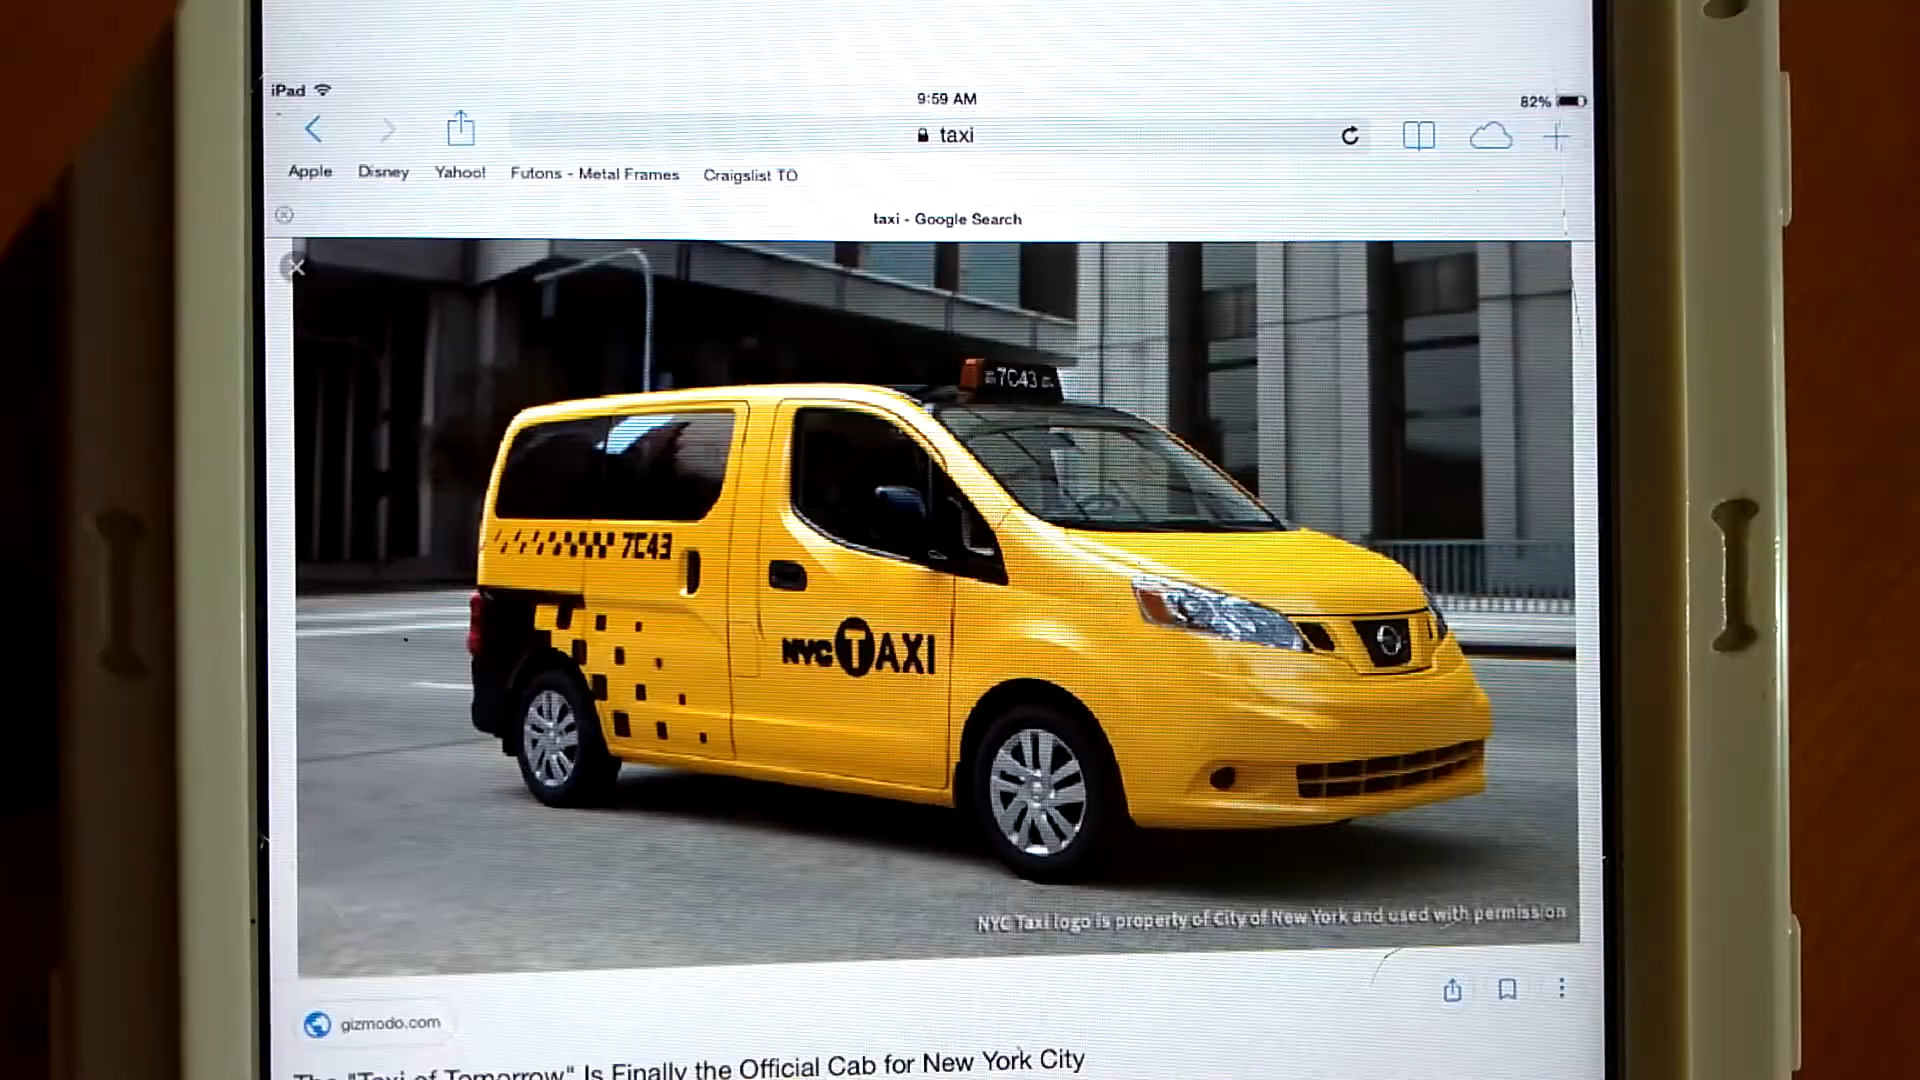 iPad
9:59 AM
82%
taxi
Apple Disney Yahoo! Futons - Metal Frames Craigslist TO
taxi - Google Search
7C43
7C43
NYC TAXI
NYC Taxi logo is property of City of New York and used with permission
gizmodo.com
The "Taxi of Tomorrow" Is Finally the Official Cab for New York City